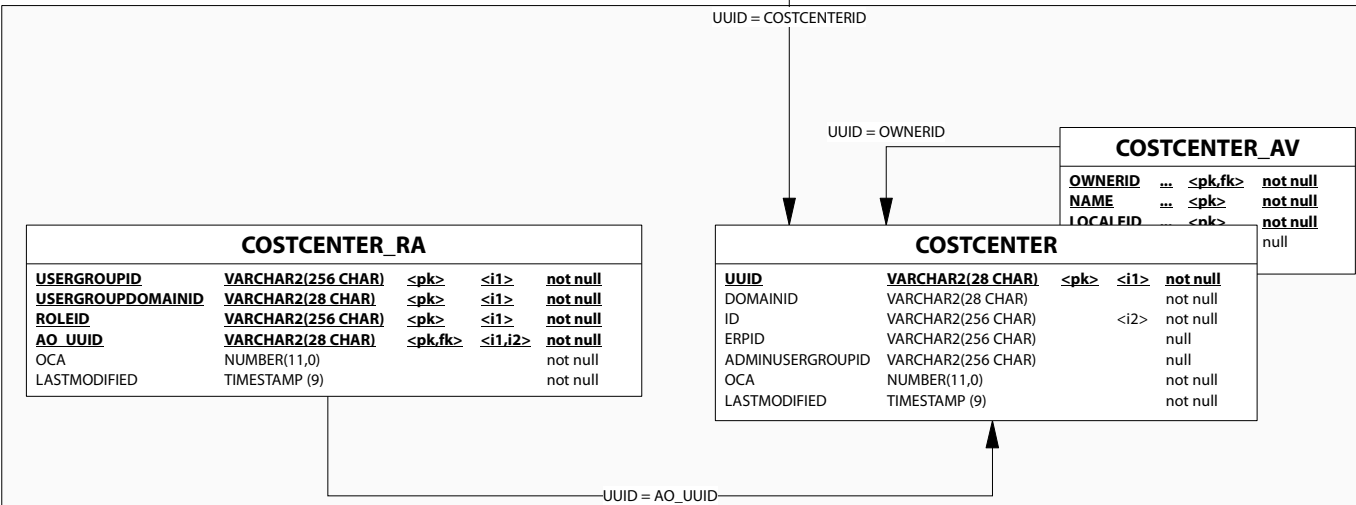 UUID = COSTCENTERID
UUID = OWNERID
COSTCENTER_AV
OWNERID ... <pk,fk> not null
NAME ... <pk> not null
LOCALEID ... <pk> not null
null
COSTCENTER_RA
USERGROUPID VARCHAR2(256 CHAR) <pk> <i1> not null
USERGROUPDOMAINID VARCHAR2(28 CHAR) <pk> <i1> not null
ROLEID VARCHAR2(256 CHAR) <pk> <i1> not null
AO_UUID VARCHAR2(28 CHAR) <pk,fk> <i1,i2> not null
OCA NUMBER(11,0) not null
LASTMODIFIED TIMESTAMP (9) not null
COSTCENTER
UUID VARCHAR2(28 CHAR) <pk> <i1> not null
DOMAINID VARCHAR2(28 CHAR) not null
ID VARCHAR2(256 CHAR) <i2> not null
ERPID VARCHAR2(256 CHAR) null
ADMINUSERGROUPID VARCHAR2(256 CHAR) null
OCA NUMBER(11,0) not null
LASTMODIFIED TIMESTAMP (9) not null
UUID = AO_UUID